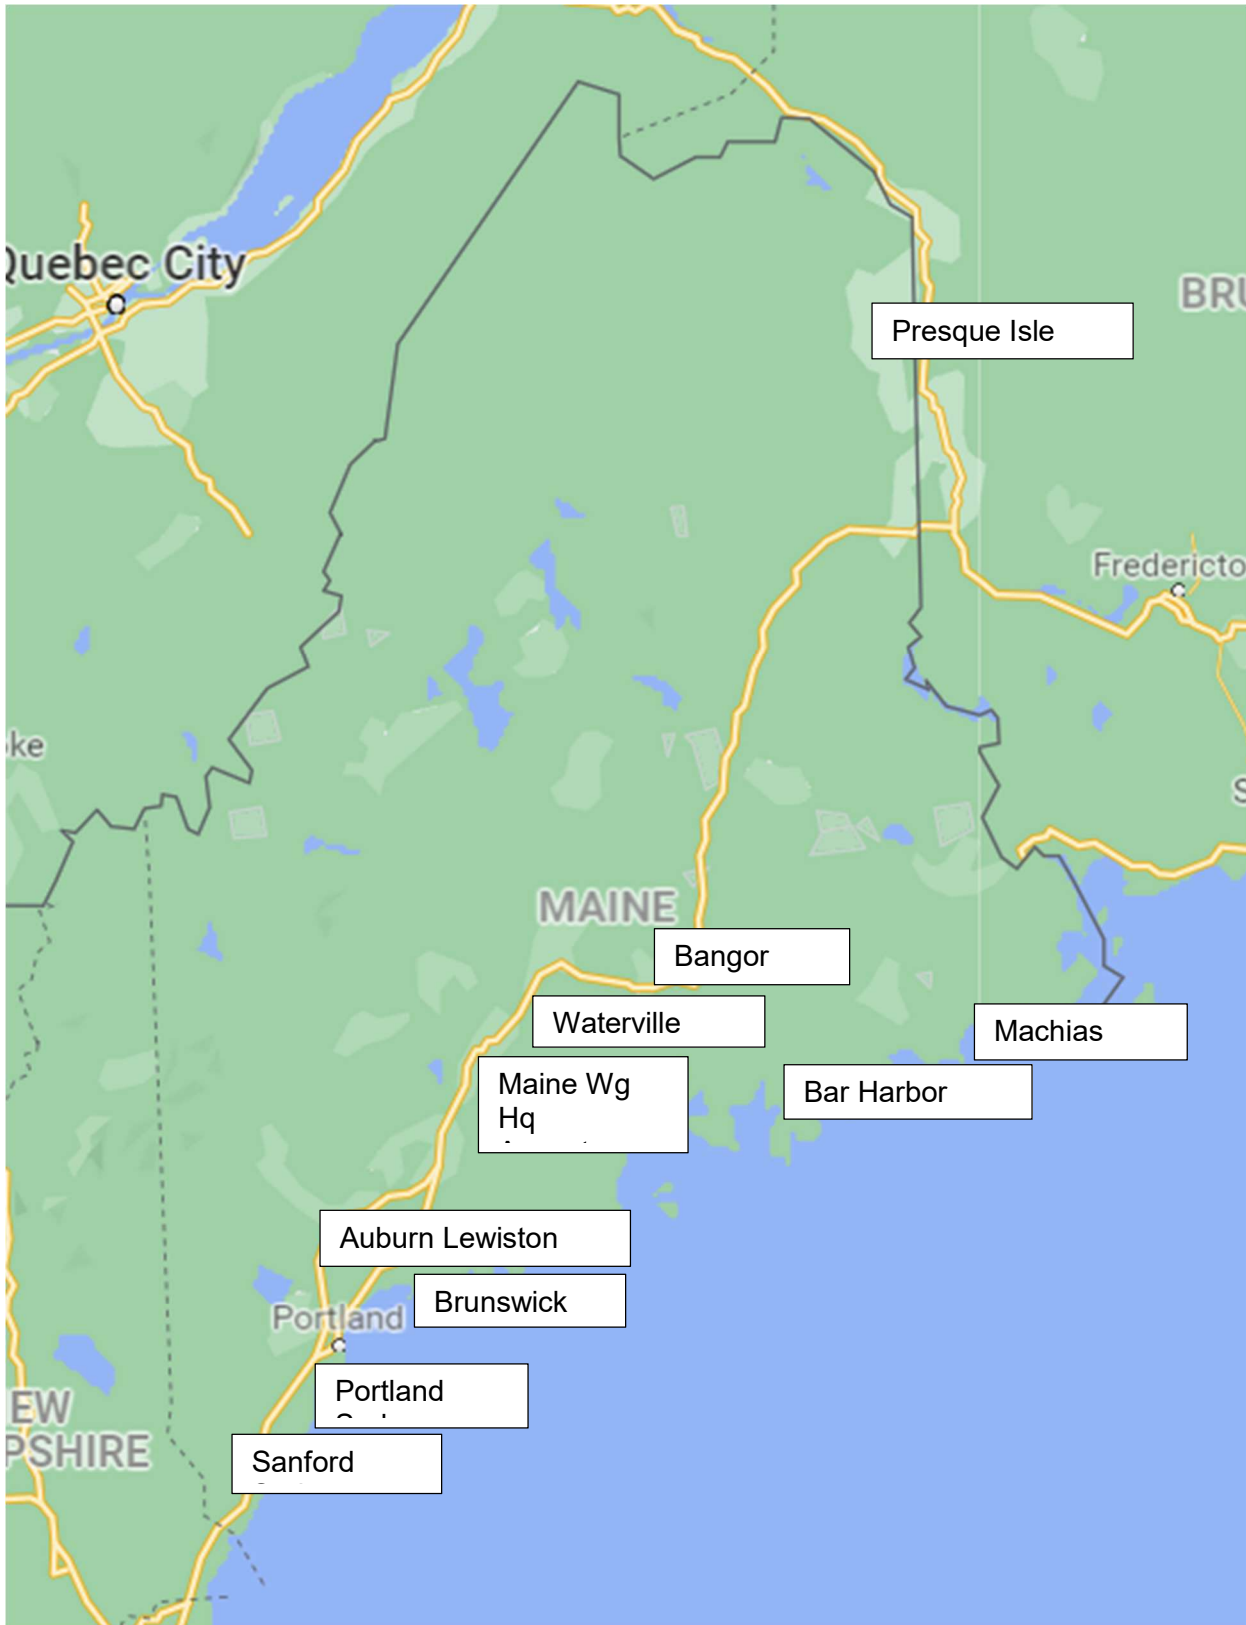 Quebec City
BRU
Presque Isle
Fredericto
ke
S
MAINE
Bangor
Waterville
Machias
Maine Wg
Hq
Bar Harbor
Auburn Lewiston
Brunswick
Portland
Portland
EW
PSHIRE
Sanford